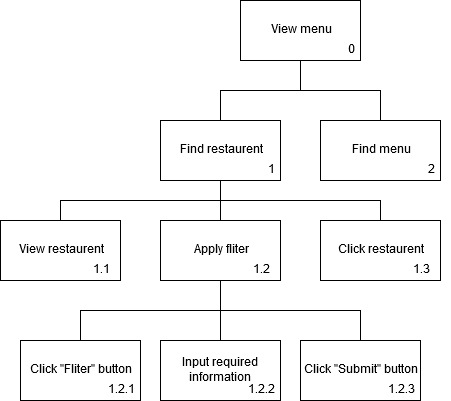 View menu
0
Find restaurent
1
Find menu
2
View restaurent
1.1
Apply fliter
1.2
Click restaurent
1.3
Click "Fliter" button
1.2.1
Input required
information
1.2.2
Click "Submit" button
1.2.3